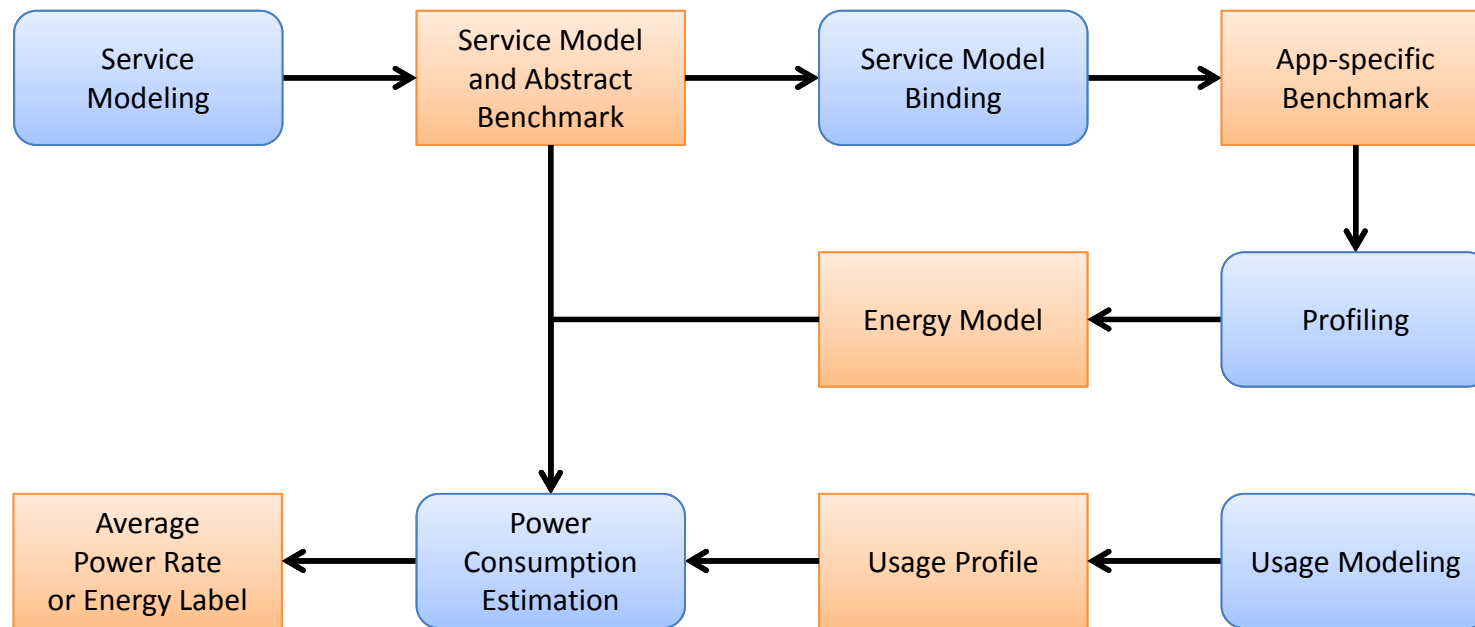 Service
Modeling
Service Model
and Abstract
Benchmark
Service Model
Binding
App-specific
Benchmark
Energy Model
Profiling
Average
Power Rate
or Energy Label
Power
Consumption
Estimation
Usage Profile
Usage Modeling